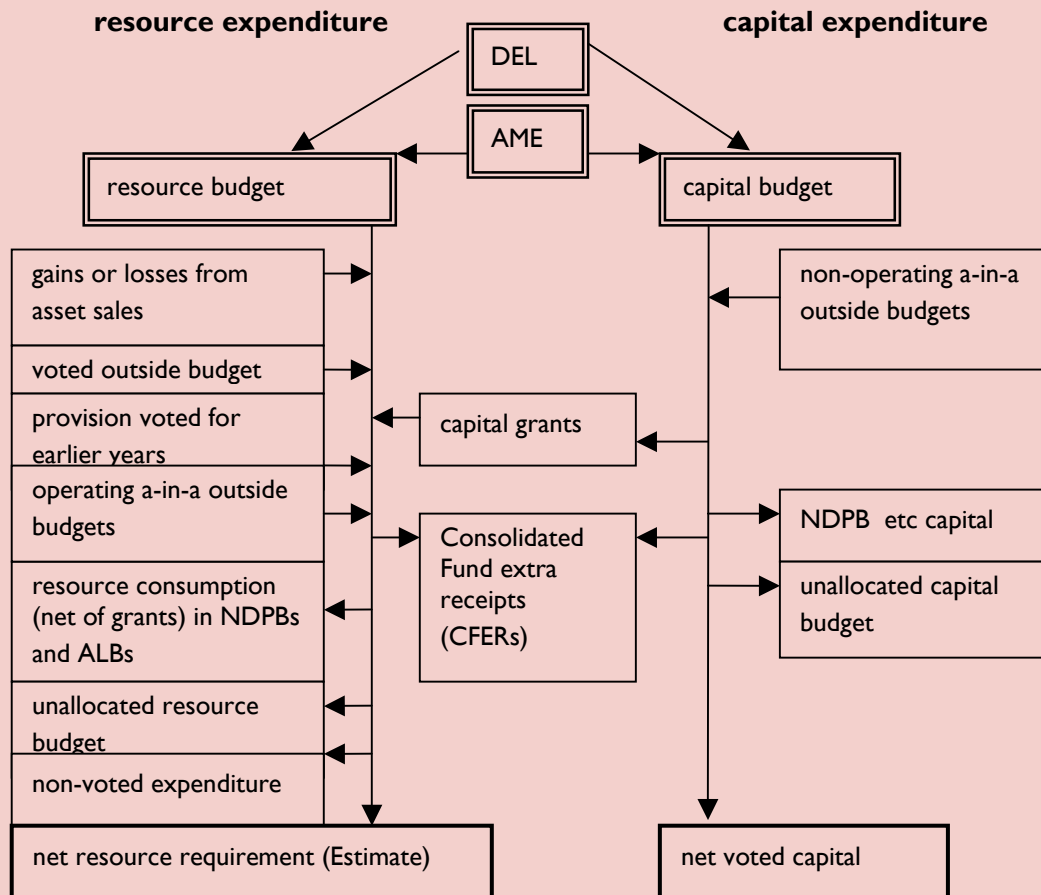 resource expenditure
capital expenditure
DEL
AME
resource budget
capital budget
gains or losses from
asset sales
voted outside budget
provision voted for
earlier years
operating a-in-a outside
budgets
resource consumption
(net of grants) in NDPBs
and ALBs
unallocated resource
budget
non-voted expenditure
net resource requirement (Estimate)
capital grants
Consolidated
Fund extra
receipts
(CFERs)
non-operating a-in-a
outside budgets
NDPB etc capital
unallocated capital
budget
net voted capital